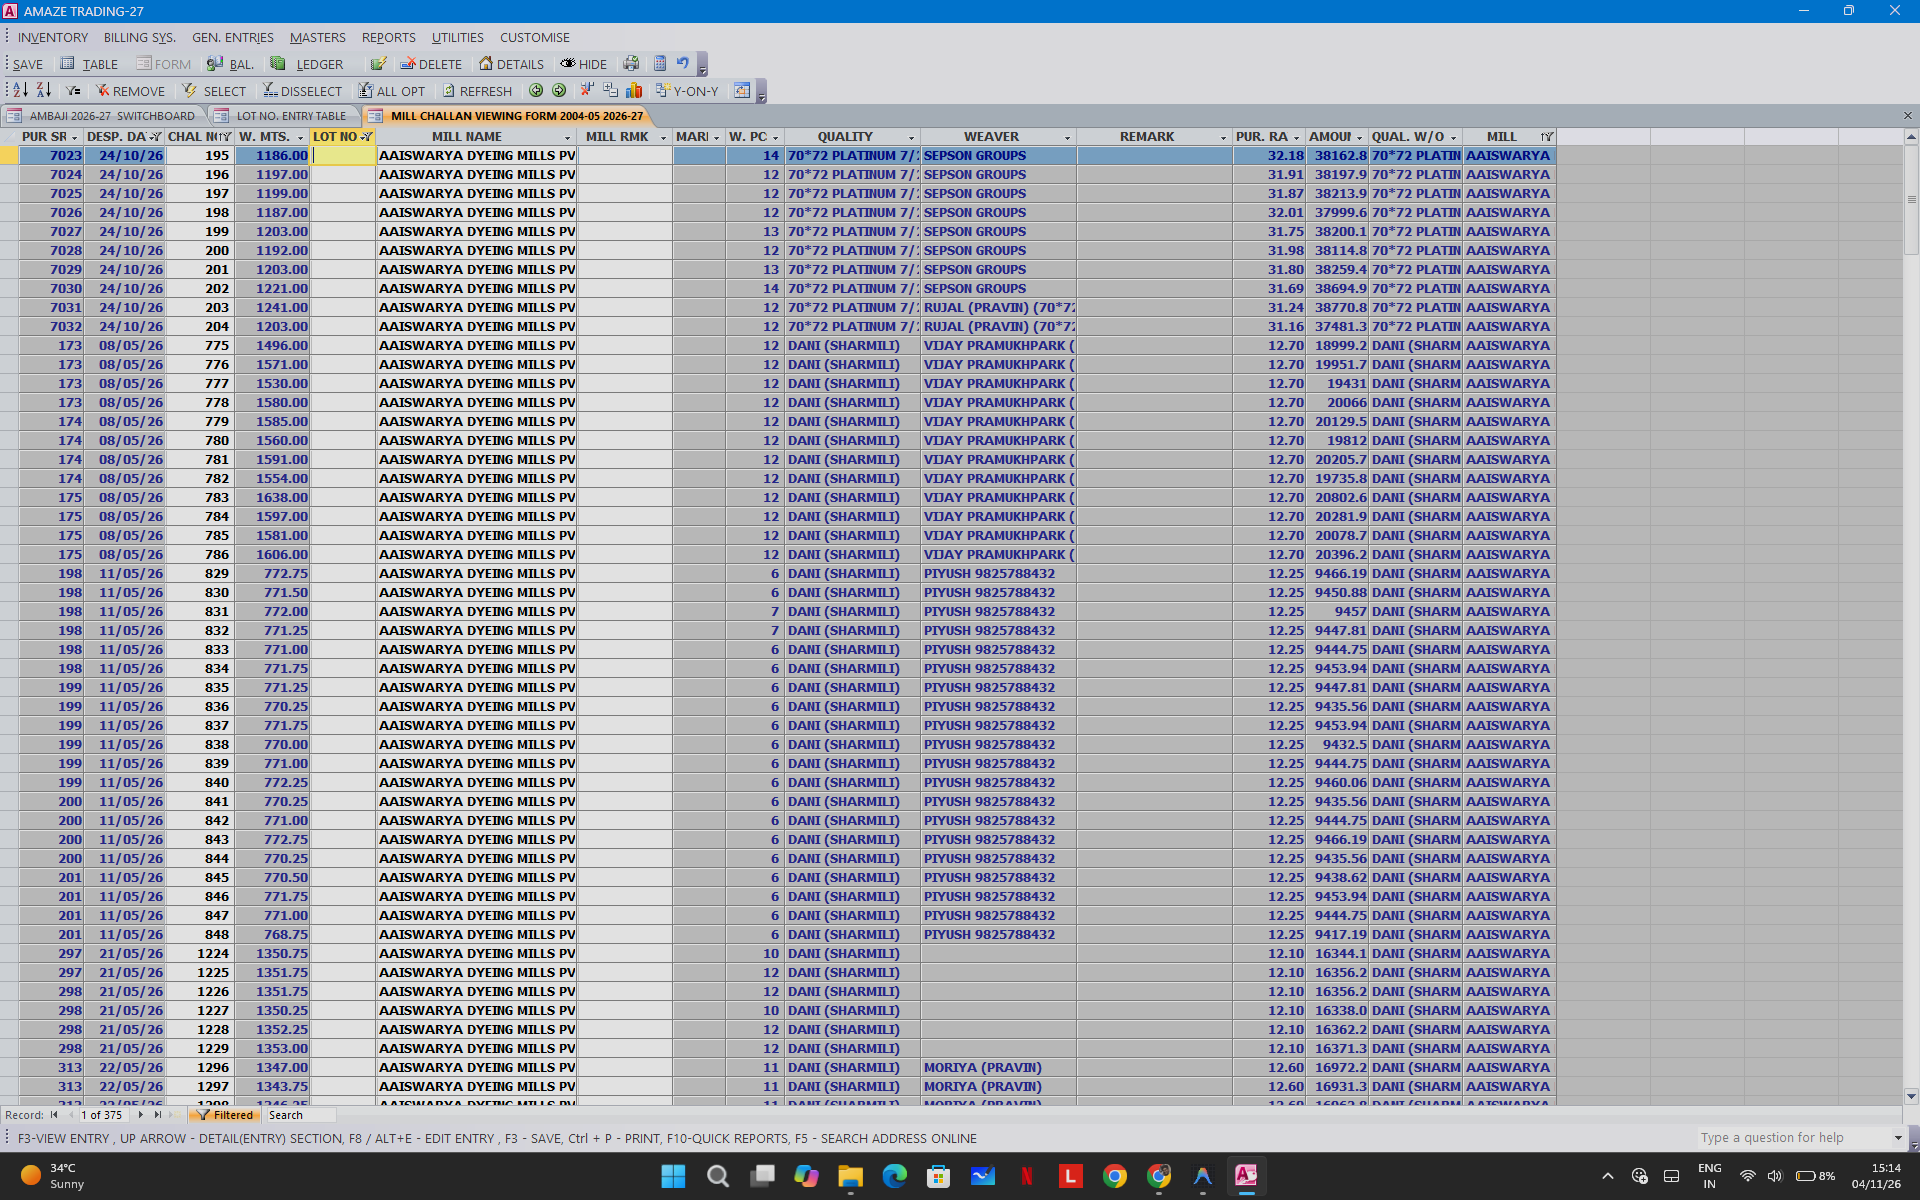 AMAZE TRADING-27
INVENTORY BILLING SYS. GEN. ENTRIES MASTERS REPORTS UTILITIES CUSTOMISE
SAVE TABLE FORM BAL. LEDGER DELETE DETAILS HIDE
REMOVE SELECT DISSELECT ALL OPT REFRESH Y-ON-Y
AMBAJI 2026-27 SWITCHBOARD LOT NO. ENTRY TABLE MILL CHALLAN VIEWING FORM 2004-05 2026-27
PUR SR DESP. DA CHAL N W. MTS. LOT NO MILL NAME MILL RMK MARI W. PC QUALITY WEAVER REMARK PUR. RA AMOU QUAL. W/O MILL
7023 24/10/26 195 1186.00 AAISWARYA DYEING MILLS PV 14 70*72 PLATINUM 7/ SEPSON GROUPS 32.18 38162.8 70*72 PLATIN AAISWARYA
7024 24/10/26 196 1197.00 AAISWARYA DYEING MILLS PV 12 70*72 PLATINUM 7/ SEPSON GROUPS 31.91 38197.9 70*72 PLATIN AAISWARYA
7025 24/10/26 197 1199.00 AAISWARYA DYEING MILLS PV 12 70*72 PLATINUM 7/ SEPSON GROUPS 31.87 38213.9 70*72 PLATIN AAISWARYA
7026 24/10/26 198 1187.00 AAISWARYA DYEING MILLS PV 12 70*72 PLATINUM 7/ SEPSON GROUPS 32.01 37999.6 70*72 PLATIN AAISWARYA
7027 24/10/26 199 1203.00 AAISWARYA DYEING MILLS PV 13 70*72 PLATINUM 7/ SEPSON GROUPS 31.75 38200.1 70*72 PLATIN AAISWARYA
7028 24/10/26 200 1192.00 AAISWARYA DYEING MILLS PV 12 70*72 PLATINUM 7/ SEPSON GROUPS 31.98 38114.8 70*72 PLATIN AAISWARYA
7029 24/10/26 201 1203.00 AAISWARYA DYEING MILLS PV 13 70*72 PLATINUM 7/ SEPSON GROUPS 31.80 38259.4 70*72 PLATIN AAISWARYA
7030 24/10/26 202 1221.00 AAISWARYA DYEING MILLS PV 14 70*72 PLATINUM 7/ SEPSON GROUPS 31.69 38694.9 70*72 PLATIN AAISWARYA
7031 24/10/26 203 1241.00 AAISWARYA DYEING MILLS PV 12 70*72 PLATINUM 7/ RUJAL (PRAVIN) (70*72 31.24 38770.8 70*72 PLATIN AAISWARYA
7032 24/10/26 204 1203.00 AAISWARYA DYEING MILLS PV 12 70*72 PLATINUM 7/ RUJAL (PRAVIN) (70*72 31.16 37481.3 70*72 PLATIN AAISWARYA
173 08/05/26 775 1496.00 AAISWARYA DYEING MILLS PV 12 DANI (SHARMILI) VIJAY PRAMUKHPARK ( 12.70 18999.2 DANI (SHARM AAISWARYA
173 08/05/26 776 1571.00 AAISWARYA DYEING MILLS PV 12 DANI (SHARMILI) VIJAY PRAMUKHPARK ( 12.70 19951.7 DANI (SHARM AAISWARYA
173 08/05/26 777 1530.00 AAISWARYA DYEING MILLS PV 12 DANI (SHARMILI) VIJAY PRAMUKHPARK ( 12.70 19431 DANI (SHARM AAISWARYA
173 08/05/26 778 1580.00 AAISWARYA DYEING MILLS PV 12 DANI (SHARMILI) VIJAY PRAMUKHPARK ( 12.70 20066 DANI (SHARM AAISWARYA
174 08/05/26 779 1585.00 AAISWARYA DYEING MILLS PV 12 DANI (SHARMILI) VIJAY PRAMUKHPARK ( 12.70 20129.5 DANI (SHARM AAISWARYA
174 08/05/26 780 1560.00 AAISWARYA DYEING MILLS PV 12 DANI (SHARMILI) VIJAY PRAMUKHPARK ( 12.70 19812 DANI (SHARM AAISWARYA
174 08/05/26 781 1591.00 AAISWARYA DYEING MILLS PV 12 DANI (SHARMILI) VIJAY PRAMUKHPARK ( 12.70 20205.7 DANI (SHARM AAISWARYA
174 08/05/26 782 1554.00 AAISWARYA DYEING MILLS PV 12 DANI (SHARMILI) VIJAY PRAMUKHPARK ( 12.70 19735.8 DANI (SHARM AAISWARYA
175 08/05/26 783 1638.00 AAISWARYA DYEING MILLS PV 12 DANI (SHARMILI) VIJAY PRAMUKHPARK ( 12.70 20802.6 DANI (SHARM AAISWARYA
175 08/05/26 784 1597.00 AAISWARYA DYEING MILLS PV 12 DANI (SHARMILI) VIJAY PRAMUKHPARK ( 12.70 20281.9 DANI (SHARM AAISWARYA
175 08/05/26 785 1581.00 AAISWARYA DYEING MILLS PV 12 DANI (SHARMILI) VIJAY PRAMUKHPARK ( 12.70 20078.7 DANI (SHARM AAISWARYA
175 08/05/26 786 1606.00 AAISWARYA DYEING MILLS PV 12 DANI (SHARMILI) VIJAY PRAMUKHPARK ( 12.70 20396.2 DANI (SHARM AAISWARYA
198 11/05/26 829 772.75 AAISWARYA DYEING MILLS PV 6 DANI (SHARMILI) PIYUSH 9825788432 12.25 9466.19 DANI (SHARM AAISWARYA
198 11/05/26 830 771.50 AAISWARYA DYEING MILLS PV 6 DANI (SHARMILI) PIYUSH 9825788432 12.25 9450.88 DANI (SHARM AAISWARYA
198 11/05/26 831 772.00 AAISWARYA DYEING MILLS PV 7 DANI (SHARMILI) PIYUSH 9825788432 12.25 9457 DANI (SHARM AAISWARYA
198 11/05/26 832 771.25 AAISWARYA DYEING MILLS PV 7 DANI (SHARMILI) PIYUSH 9825788432 12.25 9447.81 DANI (SHARM AAISWARYA
198 11/05/26 833 771.00 AAISWARYA DYEING MILLS PV 6 DANI (SHARMILI) PIYUSH 9825788432 12.25 9444.75 DANI (SHARM AAISWARYA
198 11/05/26 834 771.75 AAISWARYA DYEING MILLS PV 6 DANI (SHARMILI) PIYUSH 9825788432 12.25 9453.94 DANI (SHARM AAISWARYA
199 11/05/26 835 771.25 AAISWARYA DYEING MILLS PV 6 DANI (SHARMILI) PIYUSH 9825788432 12.25 9447.81 DANI (SHARM AAISWARYA
199 11/05/26 836 770.25 AAISWARYA DYEING MILLS PV 6 DANI (SHARMILI) PIYUSH 9825788432 12.25 9435.56 DANI (SHARM AAISWARYA
199 11/05/26 837 771.75 AAISWARYA DYEING MILLS PV 6 DANI (SHARMILI) PIYUSH 9825788432 12.25 9453.94 DANI (SHARM AAISWARYA
199 11/05/26 838 770.00 AAISWARYA DYEING MILLS PV 6 DANI (SHARMILI) PIYUSH 9825788432 12.25 9432.5 DANI (SHARM AAISWARYA
199 11/05/26 839 771.00 AAISWARYA DYEING MILLS PV 6 DANI (SHARMILI) PIYUSH 9825788432 12.25 9444.75 DANI (SHARM AAISWARYA
199 11/05/26 840 772.25 AAISWARYA DYEING MILLS PV 6 DANI (SHARMILI) PIYUSH 9825788432 12.25 9460.06 DANI (SHARM AAISWARYA
200 11/05/26 841 770.25 AAISWARYA DYEING MILLS PV 6 DANI (SHARMILI) PIYUSH 9825788432 12.25 9435.56 DANI (SHARM AAISWARYA
200 11/05/26 842 771.00 AAISWARYA DYEING MILLS PV 6 DANI (SHARMILI) PIYUSH 9825788432 12.25 9444.75 DANI (SHARM AAISWARYA
200 11/05/26 843 772.75 AAISWARYA DYEING MILLS PV 6 DANI (SHARMILI) PIYUSH 9825788432 12.25 9466.19 DANI (SHARM AAISWARYA
200 11/05/26 844 770.25 AAISWARYA DYEING MILLS PV 6 DANI (SHARMILI) PIYUSH 9825788432 12.25 9435.56 DANI (SHARM AAISWARYA
201 11/05/26 845 770.50 AAISWARYA DYEING MILLS PV 6 DANI (SHARMILI) PIYUSH 9825788432 12.25 9438.62 DANI (SHARM AAISWARYA
201 11/05/26 846 771.75 AAISWARYA DYEING MILLS PV 6 DANI (SHARMILI) PIYUSH 9825788432 12.25 9453.94 DANI (SHARM AAISWARYA
201 11/05/26 847 771.00 AAISWARYA DYEING MILLS PV 6 DANI (SHARMILI) PIYUSH 9825788432 12.25 9444.75 DANI (SHARM AAISWARYA
201 11/05/26 848 768.75 AAISWARYA DYEING MILLS PV 6 DANI (SHARMILI) PIYUSH 9825788432 12.25 9417.19 DANI (SHARM AAISWARYA
297 21/05/26 1224 1350.75 AAISWARYA DYEING MILLS PV 10 DANI (SHARMILI) 12.10 16344.1 DANI (SHARM AAISWARYA
297 21/05/26 1225 1351.75 AAISWARYA DYEING MILLS PV 12 DANI (SHARMILI) 12.10 16356.2 DANI (SHARM AAISWARYA
298 21/05/26 1226 1351.75 AAISWARYA DYEING MILLS PV 12 DANI (SHARMILI) 12.10 16356.2 DANI (SHARM AAISWARYA
298 21/05/26 1227 1350.25 AAISWARYA DYEING MILLS PV 10 DANI (SHARMILI) 12.10 16338.0 DANI (SHARM AAISWARYA
298 21/05/26 1228 1352.25 AAISWARYA DYEING MILLS PV 12 DANI (SHARMILI) 12.10 16362.2 DANI (SHARM AAISWARYA
298 21/05/26 1229 1353.00 AAISWARYA DYEING MILLS PV 12 DANI (SHARMILI) 12.10 16371.3 DANI (SHARM AAISWARYA
313 22/05/26 1296 1347.00 AAISWARYA DYEING MILLS PV 11 DANI (SHARMILI) MORIYA (PRAVIN) 12.60 16972.2 DANI (SHARM AAISWARYA
313 22/05/26 1297 1343.75 AAISWARYA DYEING MILLS PV 11 DANI (SHARMILI) MORIYA (PRAVIN) 12.60 16931.3 DANI (SHARM AAISWARYA
Record: 1 of 375 Filtered Search
F3-VIEW ENTRY , UP ARROW - DETAIL(ENTRY) SECTION, F8 / ALT+E - EDIT ENTRY , F3 - SAVE, Ctrl + P - PRINT, F10-QUICK REPORTS, F5 - SEARCH ADDRESS ONLINE Type a question for help
34°C
Sunny
ENG
IN
8%
15:14
04/11/26